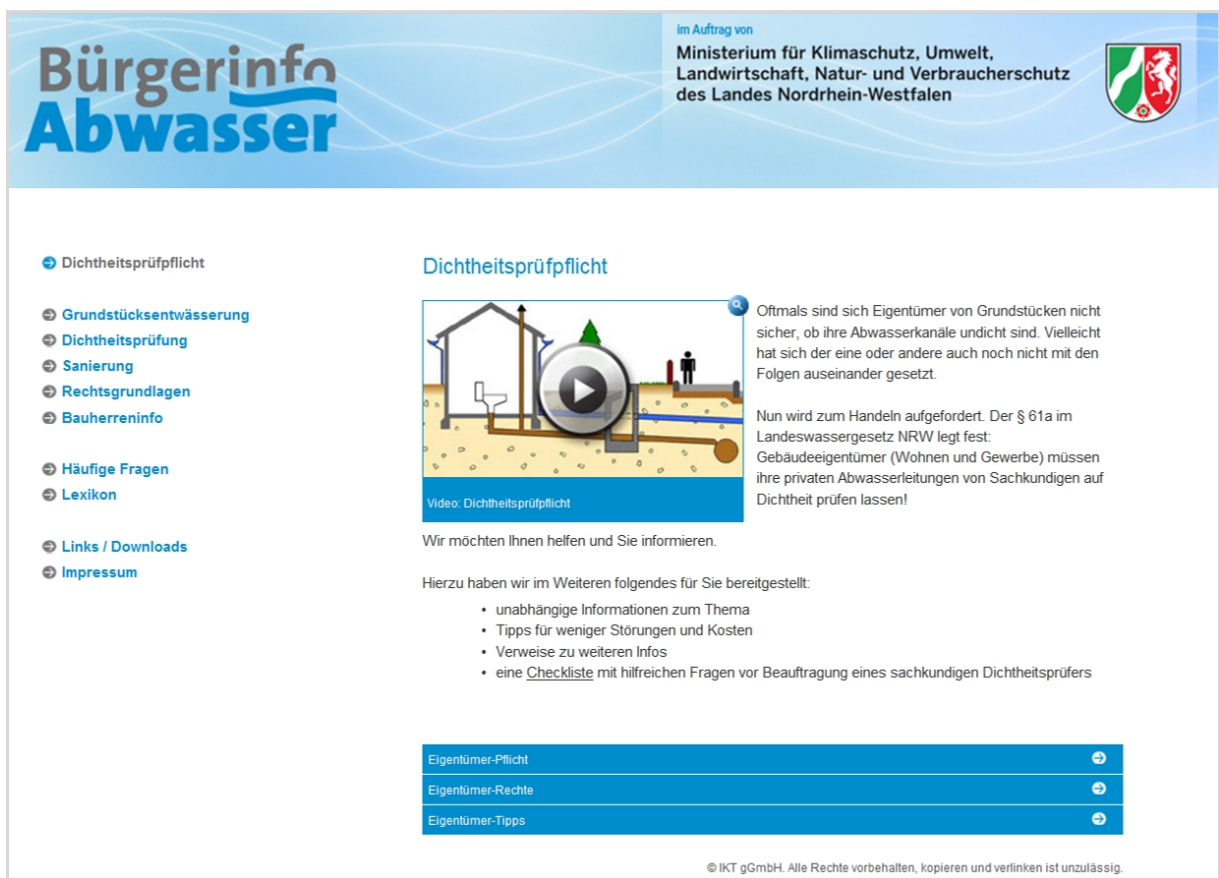 Bürgerinfo
Abwasser
im Auftrag von
Ministerium für Klimaschutz, Umwelt,
Landwirtschaft, Natur- und Verbraucherschutz
des Landes Nordrhein-Westfalen
Dichtheitsprüfpflicht
Grundstücksentwässerung
Dichtheitsprüfung
Sanierung
Rechtsgrundlagen
Bauherreninfo
Häufige Fragen
Lexikon
Links / Downloads
Impressum
Dichtheitsprüfpflicht
Video: Dichtheitsprüfpflicht
Oftmals sind sich Eigentümer von Grundstücken nicht
sicher, ob ihre Abwasserkanäle undicht sind. Vielleicht
hat sich der eine oder andere auch noch nicht mit den
Folgen auseinander gesetzt.
Nun wird zum Handeln aufgefordert. Der § 61a im
Landeswassergesetz NRW legt fest:
Gebäudeeigentümer (Wohnen und Gewerbe) müssen
ihre privaten Abwasserleitungen von Sachkundigen auf
Dichtheit prüfen lassen!
Wir möchten Ihnen helfen und Sie informieren.
Hierzu haben wir im Weiteren folgendes für Sie bereitgestellt:
• unabhängige Informationen zum Thema
• Tipps für weniger Störungen und Kosten
• Verweise zu weiteren Infos
• eine Checkliste mit hilfreichen Fragen vor Beauftragung eines sachkundigen Dichtheitsprüfers
Eigentümer-Pflicht
Eigentümer-Rechte
Eigentümer-Tipps
© IKT gGmbH. Alle Rechte vorbehalten, kopieren und verlinken ist unzulässig.